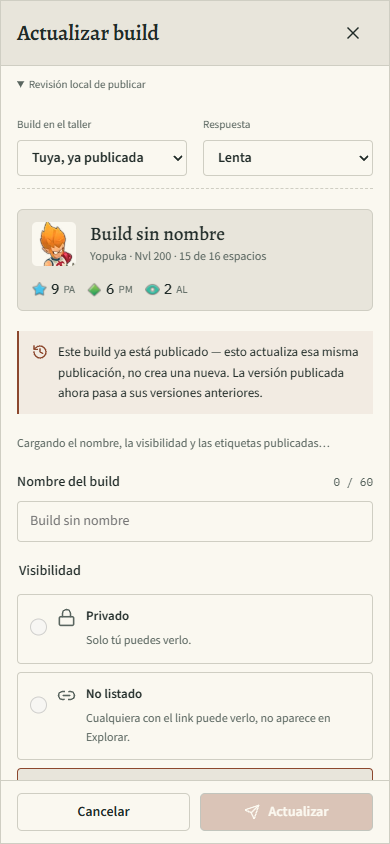 Actualizar build
Revisión local de publicar
Build en el taller
Respuesta
Tuya, ya publicada
Lenta
Build sin nombre
Yopuka · Nvl 200 · 15 de 16 espacios
9 PA 6 PM 2 AL
Este build ya está publicado — esto actualiza esa misma
publicación, no crea una nueva. La versión publicada
ahora pasa a sus versiones anteriores.
Cargando el nombre, la visibilidad y las etiquetas publicadas…
Nombre del build
0 / 60
Build sin nombre
Visibilidad
Privado
Solo tú puedes verlo.
No listado
Cualquiera con el link puede verlo, no aparece en
Explorar.
Cancelar
Actualizar